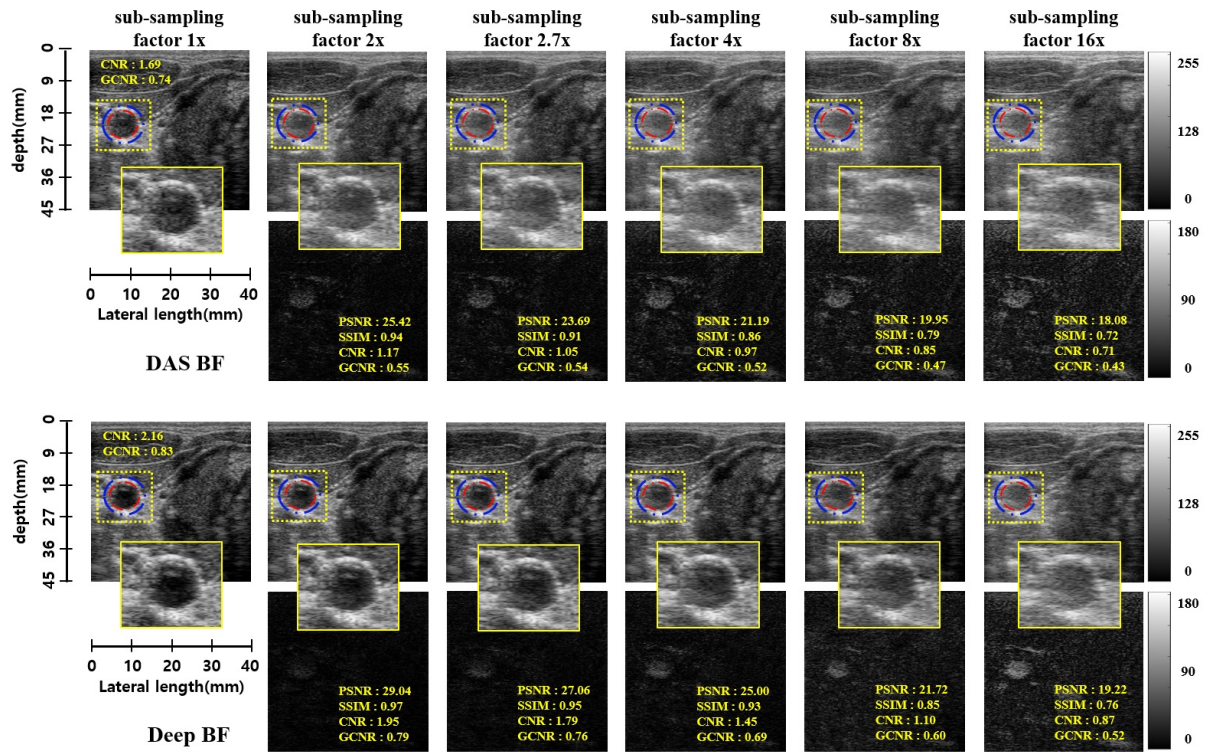 sub-sampling factor 1x
sub-sampling factor 2x
sub-sampling factor 2.7x
sub-sampling factor 4x
sub-sampling factor 8x
sub-sampling factor 16x
depth(mm)
0
9
18
27
36
45
CNR : 1.69
GCNR : 0.74
255
128
0
0 10 20 30 40
Lateral length(mm)
DAS BF
PSNR : 25.42
SSIM : 0.94
CNR : 1.17
GCNR : 0.55
PSNR : 23.69
SSIM : 0.91
CNR : 1.05
GCNR : 0.54
PSNR : 21.19
SSIM : 0.86
CNR : 0.97
GCNR : 0.52
PSNR : 19.95
SSIM : 0.79
CNR : 0.85
GCNR : 0.47
PSNR : 18.08
SSIM : 0.72
CNR : 0.71
GCNR : 0.43
180
90
0
depth(mm)
0
9
18
27
36
45
CNR : 2.16
GCNR : 0.83
255
128
0
0 10 20 30 40
Lateral length(mm)
Deep BF
PSNR : 29.04
SSIM : 0.97
CNR : 1.95
GCNR : 0.79
PSNR : 27.06
SSIM : 0.95
CNR : 1.79
GCNR : 0.76
PSNR : 25.00
SSIM : 0.93
CNR : 1.45
GCNR : 0.69
PSNR : 21.72
SSIM : 0.85
CNR : 1.10
GCNR : 0.60
PSNR : 19.22
SSIM : 0.76
CNR : 0.87
GCNR : 0.52
180
90
0